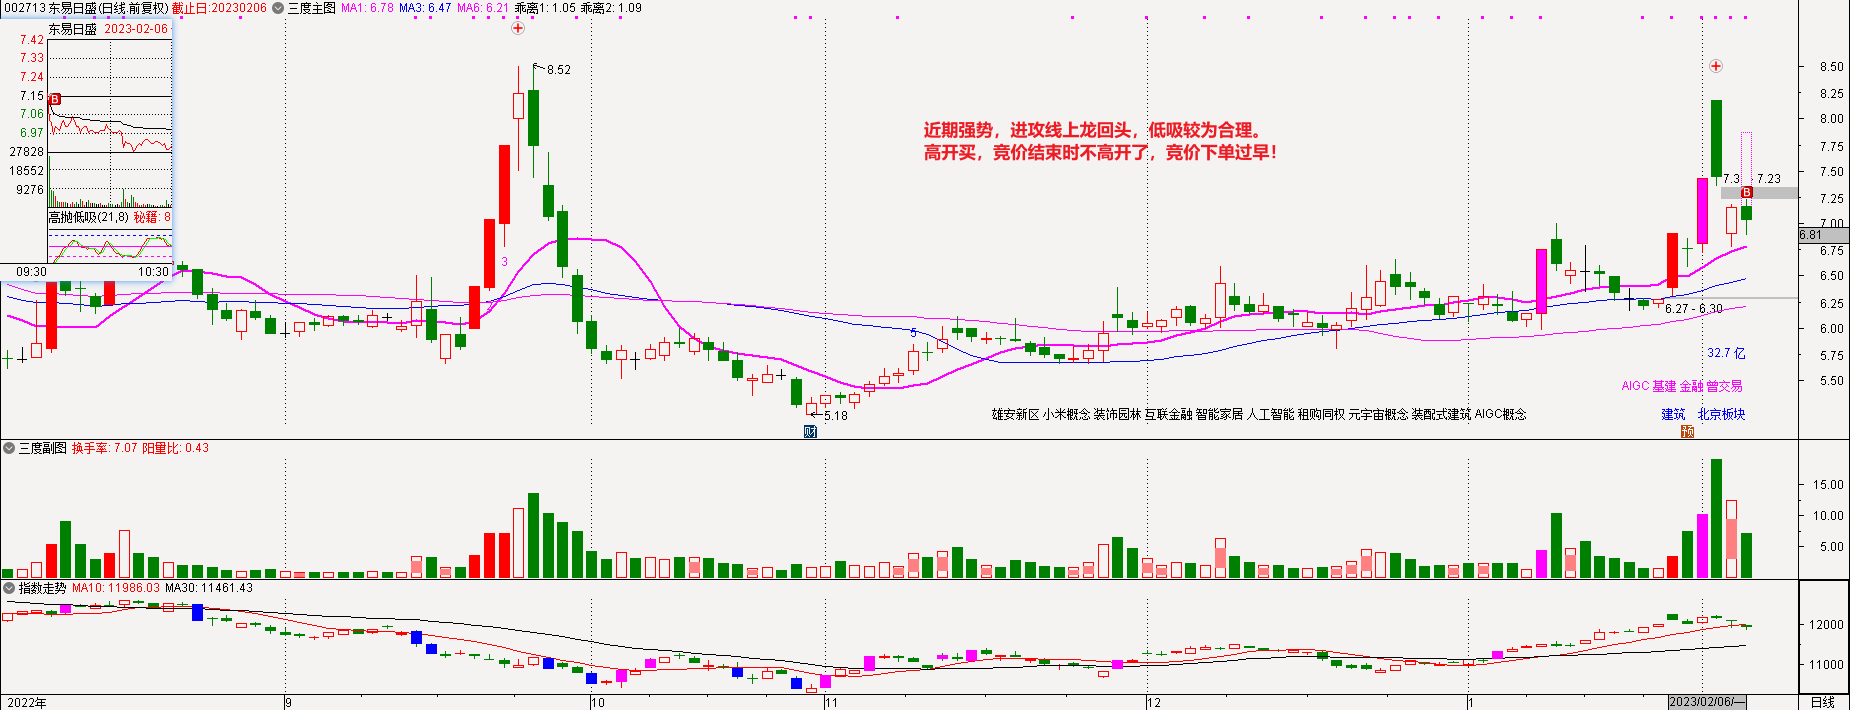 002713 东易日盛(日线.前复权) 截止日:20230206 三度主图 MA1: 6.78 MA3: 6.47 MA6: 6.21 乖离1: 1.05 乖离2: 1.09
东易日盛 2023-02-06
7.42
7.33
7.24
7.15
B
7.06
6.97
27828
18552
9276
高抛低吸(21,8) 秘籍: 8
09:30 10:30
8.52
近期强势，进攻线上龙回头，低吸较为合理。
高开买，竞价结束时不高开了，竞价下单过早！
3
5
5.18
财
7.3
7.23
B
6.27 - 6.30
32.7 亿
AIGC 基建 金融 曾交易
雄安新区 小米概念 装饰园林 互联金融 智能家居 人工智能 租购同权 元宇宙概念 装配式建筑 AIGC概念
建筑 北京板块
预
8.50
8.25
8.00
7.75
7.50
7.25
7.00
6.81
6.75
6.50
6.25
6.00
5.75
5.50
三度副图 换手率: 7.07 阳量比: 0.43
15.00
10.00
5.00
指数走势 MA10: 11986.03 MA30: 11461.43
12000
11000
2022年 9 10 11 12 1 2023/02/06/一 日线